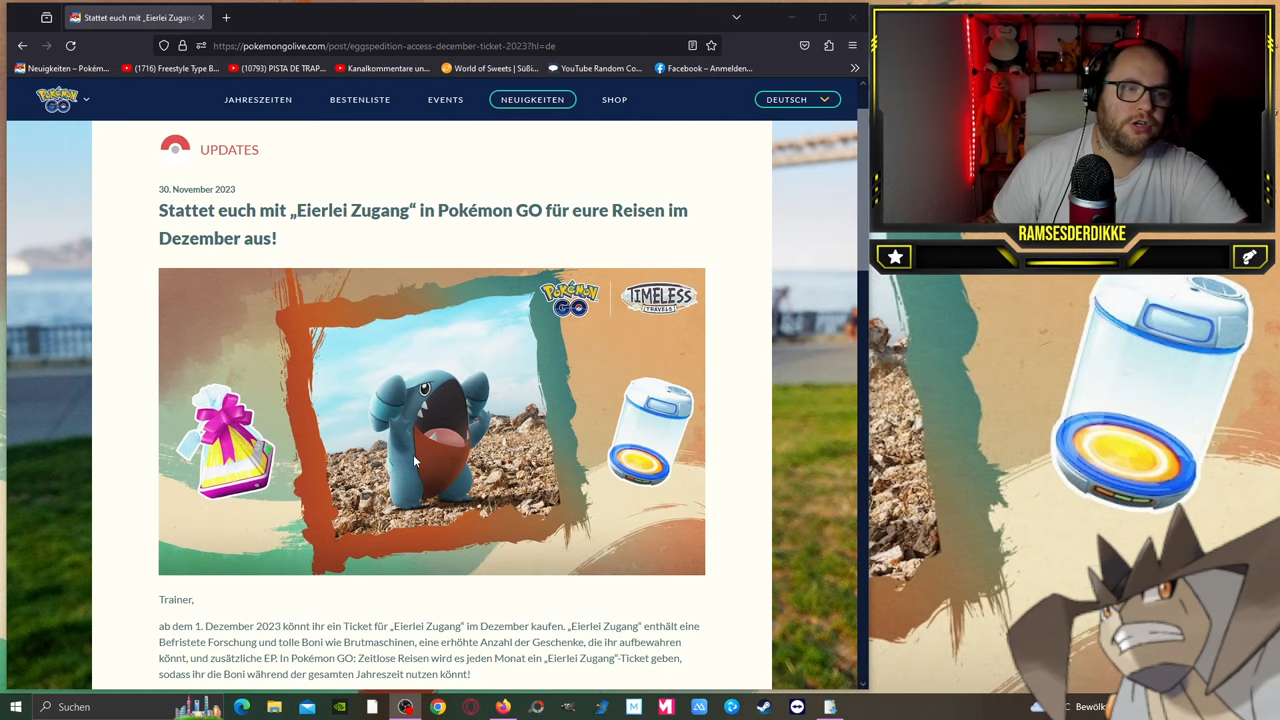 Stattet euch mit „Eierlei Zugang
https://pokemongolive.com/post/eggspedition-access-december-ticket-2023?hl=de
Neuigkeiten – Pokém...
(1716) Freestyle Type B...
(10793) PISTA DE TRAP...
Kanalkommentare un...
World of Sweets | Süßi...
YouTube Random Co...
Facebook – Anmelden...
POKÉMON GO
JAHRESZEITEN
BESTENLISTE
EVENTS
NEUIGKEITEN
SHOP
DEUTSCH
UPDATES
30. November 2023
Stattet euch mit „Eierlei Zugang“ in Pokémon GO für eure Reisen im
Dezember aus!
POKÉMON GO
TIMELESS
TRAVELS
Trainer,
ab dem 1. Dezember 2023 könnt ihr ein Ticket für „Eierlei Zugang“ im Dezember kaufen. „Eierlei Zugang“ enthält eine
Befristete Forschung und tolle Boni wie Brutmaschinen, eine erhöhte Anzahl der Geschenke, die ihr aufbewahren
könnt, und zusätzliche EP. In Pokémon GO: Zeitlose Reisen wird es jeden Monat ein „Eierlei Zugang“-Ticket geben,
sodass ihr die Boni während der gesamten Jahreszeit nutzen könnt!
RAMSESDERDIKKE
Suchen
C Bewölk